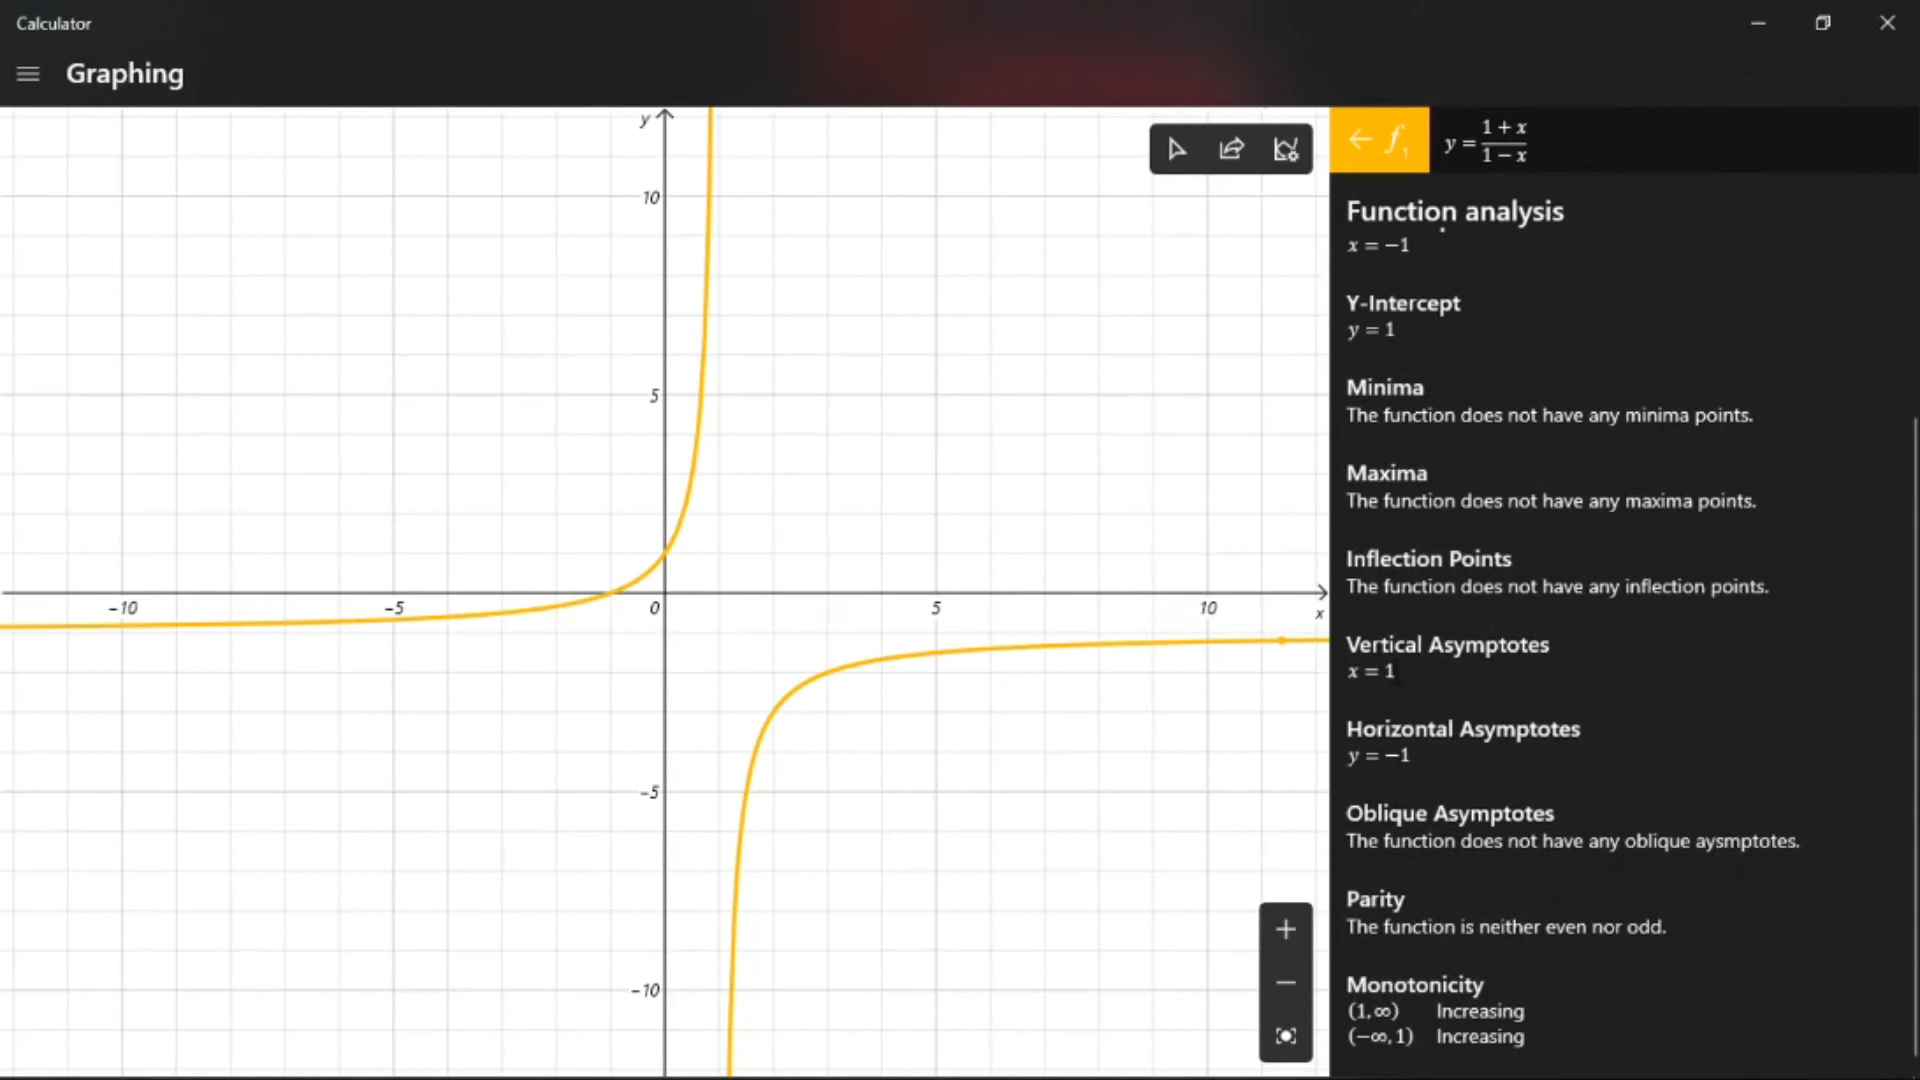 Calculator
Graphing
y
10
5
−10
−5
0
5
10
x
−5
−10
f₁
y = (1 + x)/(1 − x)
Function analysis
x = −1
Y-Intercept
y = 1
Minima
The function does not have any minima points.
Maxima
The function does not have any maxima points.
Inflection Points
The function does not have any inflection points.
Vertical Asymptotes
x = 1
Horizontal Asymptotes
y = −1
Oblique Asymptotes
The function does not have any oblique aysmptotes.
Parity
The function is neither even nor odd.
Monotonicity
(1, ∞) Increasing
(−∞, 1) Increasing